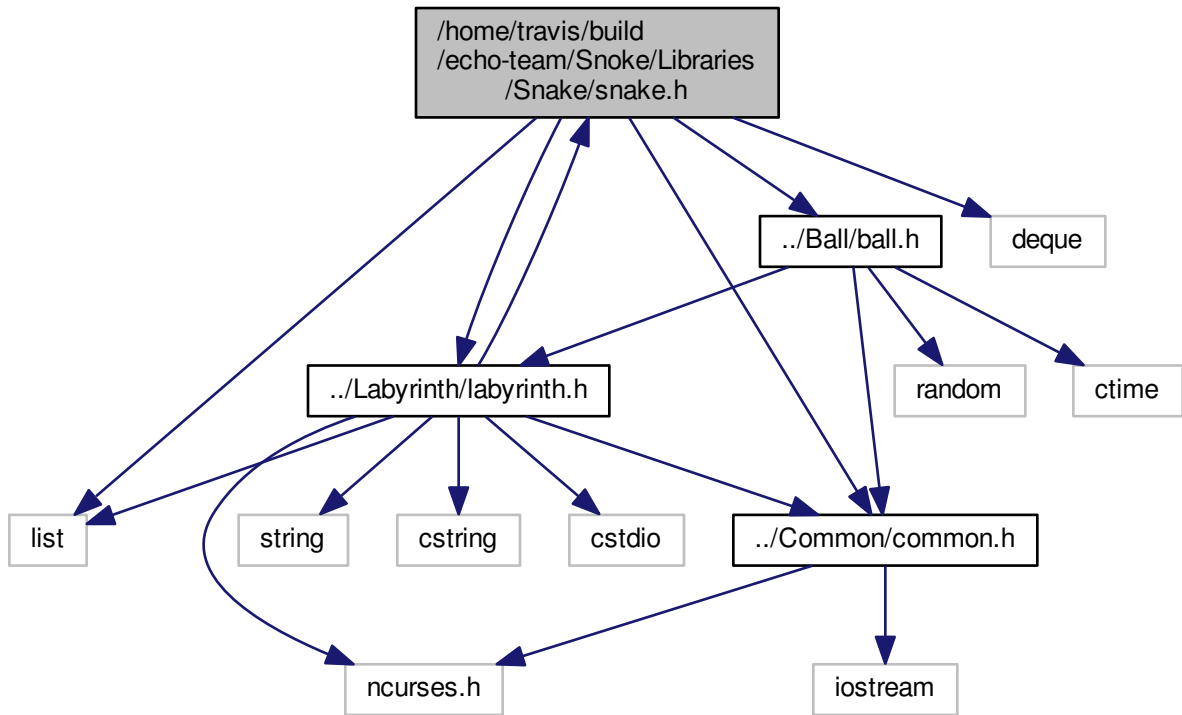 /home/travis/build
/echo-team/Snoke/Libraries
/Snake/snake.h
../Ball/ball.h
deque
../Labyrinth/labyrinth.h
random
ctime
list
string
cstring
cstdio
../Common/common.h
ncurses.h
iostream